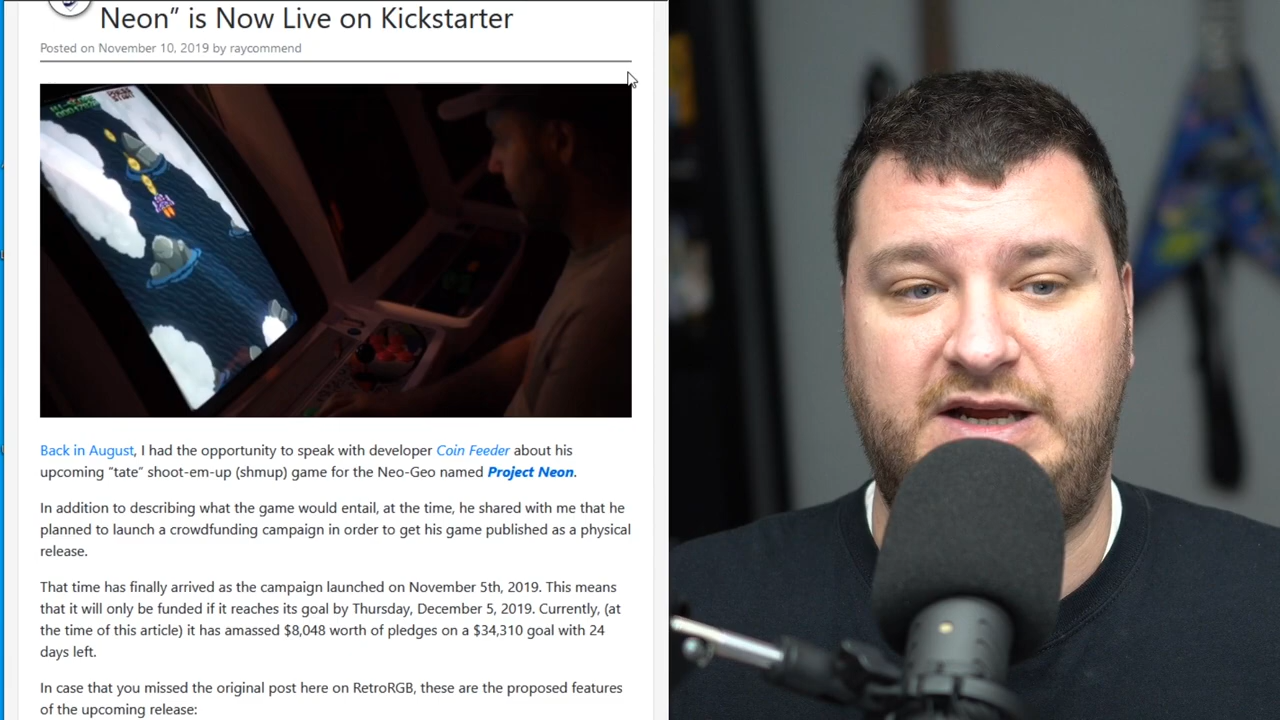 Neon” is Now Live on Kickstarter
Posted on November 10, 2019 by raycommend
Back in August, I had the opportunity to speak with developer Coin Feeder about his
upcoming “tate” shoot-em-up (shmup) game for the Neo-Geo named Project Neon.
In addition to describing what the game would entail, at the time, he shared with me that he
planned to launch a crowdfunding campaign in order to get his game published as a physical
release.
That time has finally arrived as the campaign launched on November 5th, 2019. This means
that it will only be funded if it reaches its goal by Thursday, December 5, 2019. Currently, (at
the time of this article) it has amassed $8,048 worth of pledges on a $34,310 goal with 24
days left.
In case that you missed the original post here on RetroRGB, these are the proposed features
of the upcoming release: